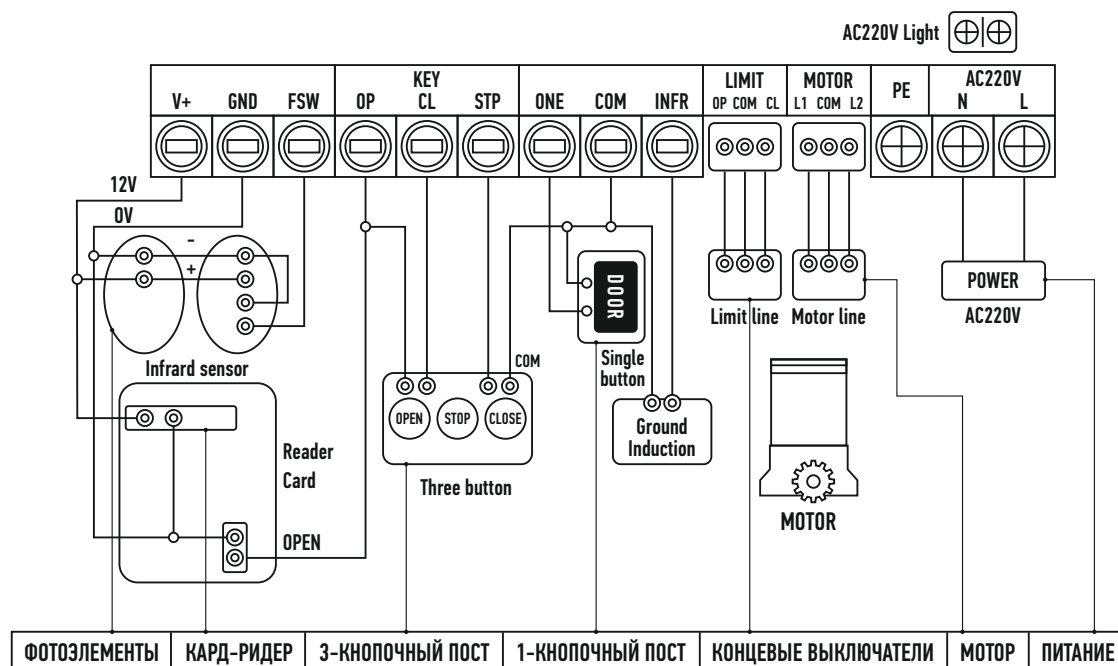 AC220V Light
KEY
LIMIT
MOTOR
PE
AC220V
V+ GND FSW OP CL STP ONE COM INFR OP COM CL L1 COM L2 N L
12V
0V
-
+
Infrard sensor
DOOR
Single
button
Limit line
Motor line
POWER
AC220V
COM
OPEN
STOP
CLOSE
Three button
Ground
Induction
Reader
Card
OPEN
MOTOR
ФОТОЭЛЕМЕНТЫ КАРД-РИДЕР 3-КНОПОЧНЫЙ ПОСТ 1-КНОПОЧНЫЙ ПОСТ КОНЦЕВЫЕ ВЫКЛЮЧАТЕЛИ МОТОР ПИТАНИЕ